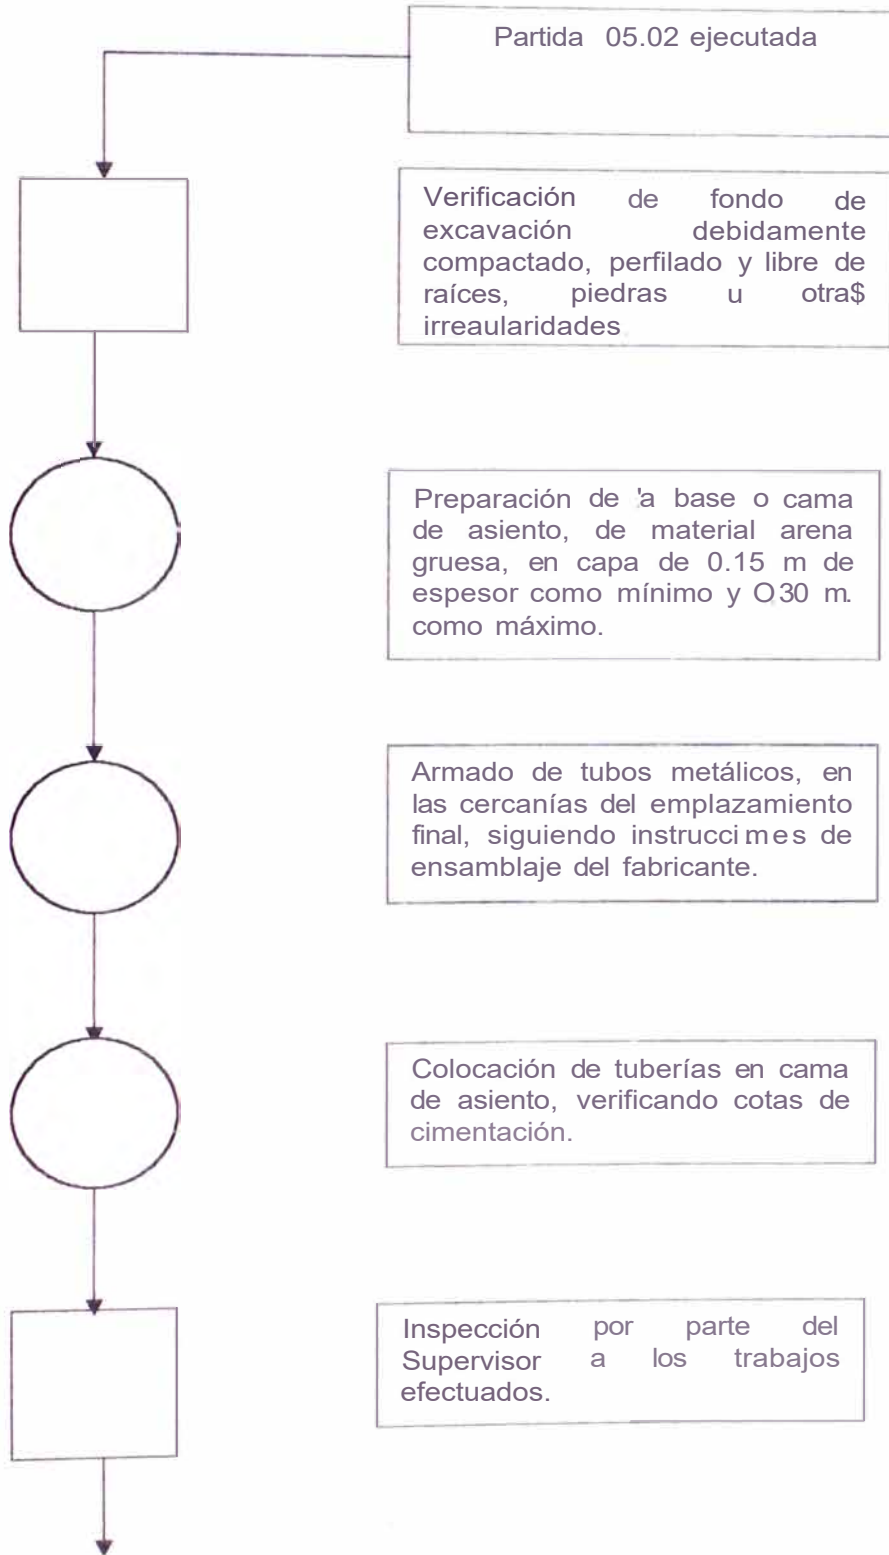 Partida 05.02 ejecutada
Verificación de fondo de
excavación debidamente
compactado, perfilado y libre de
raíces, piedras u otra$
irreaularidades
Preparación de 'a base o cama
de asiento, de material arena
gruesa, en capa de 0.15 m de
espesor como mínimo y O.30 m.
como máximo.
Armado de tubos metálicos, en
las cercanías del emplazamiento
final, siguiendo instruccimes de
ensamblaje del fabricante.
Colocación de tuberías en cama
de asiento, verificando cotas de
cimentación.
Inspección por parte del
Supervisor a los trabajos
efectuados.